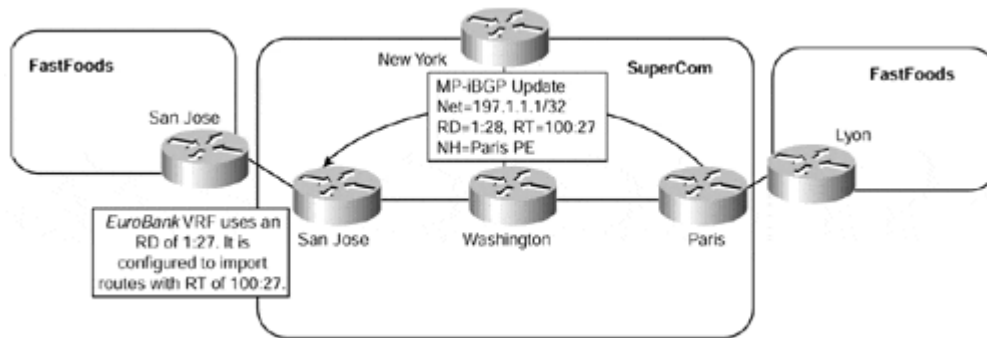 New York
FastFoods
SuperCom
FastFoods
MP-iBGP Update
Net=197.1.1.1/32
RD=1:28, RT=100:27
NH=Paris PE
San Jose
Lyon
EuroBank VRF uses an
RD of 1:27. It is
configured to import
routes with RT of 100:27.
San Jose
Washington
Paris